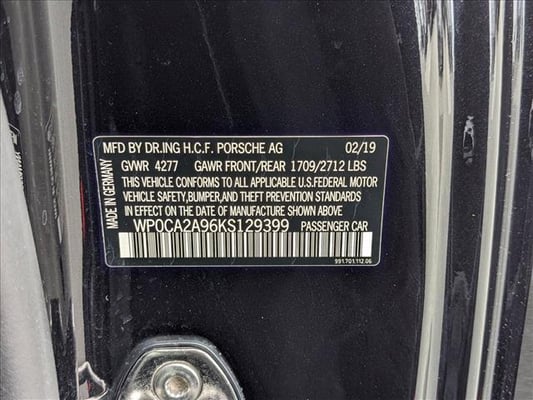 MFD BY DR.ING H.C.F. PORSCHE AG 02/19
GVWR 4277 GAWR FRONT/REAR 1709/2712 LBS
THIS VEHICLE CONFORMS TO ALL APPLICABLE U.S.FEDERAL MOTOR
VEHICLE SAFETY,BUMPER,AND THEFT PREVENTION STANDARDS
IN EFFECT ON THE DATE OF MANUFACTURE SHOWN ABOVE.
WP0CA2A96KS129399 PASSENGER CAR
991.701.112.06
MADE IN GERMANY